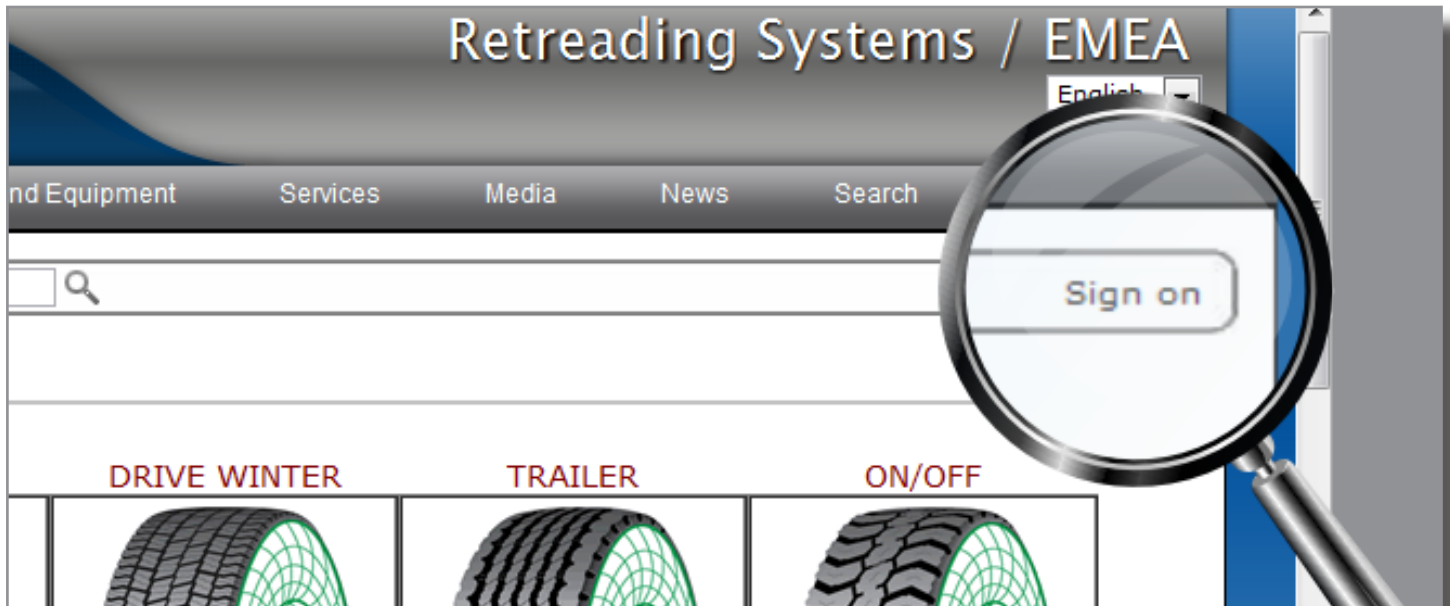 Retreading Systems / EMEA
English
nd Equipment Services Media News Search
Sign on
DRIVE WINTER TRAILER ON/OFF